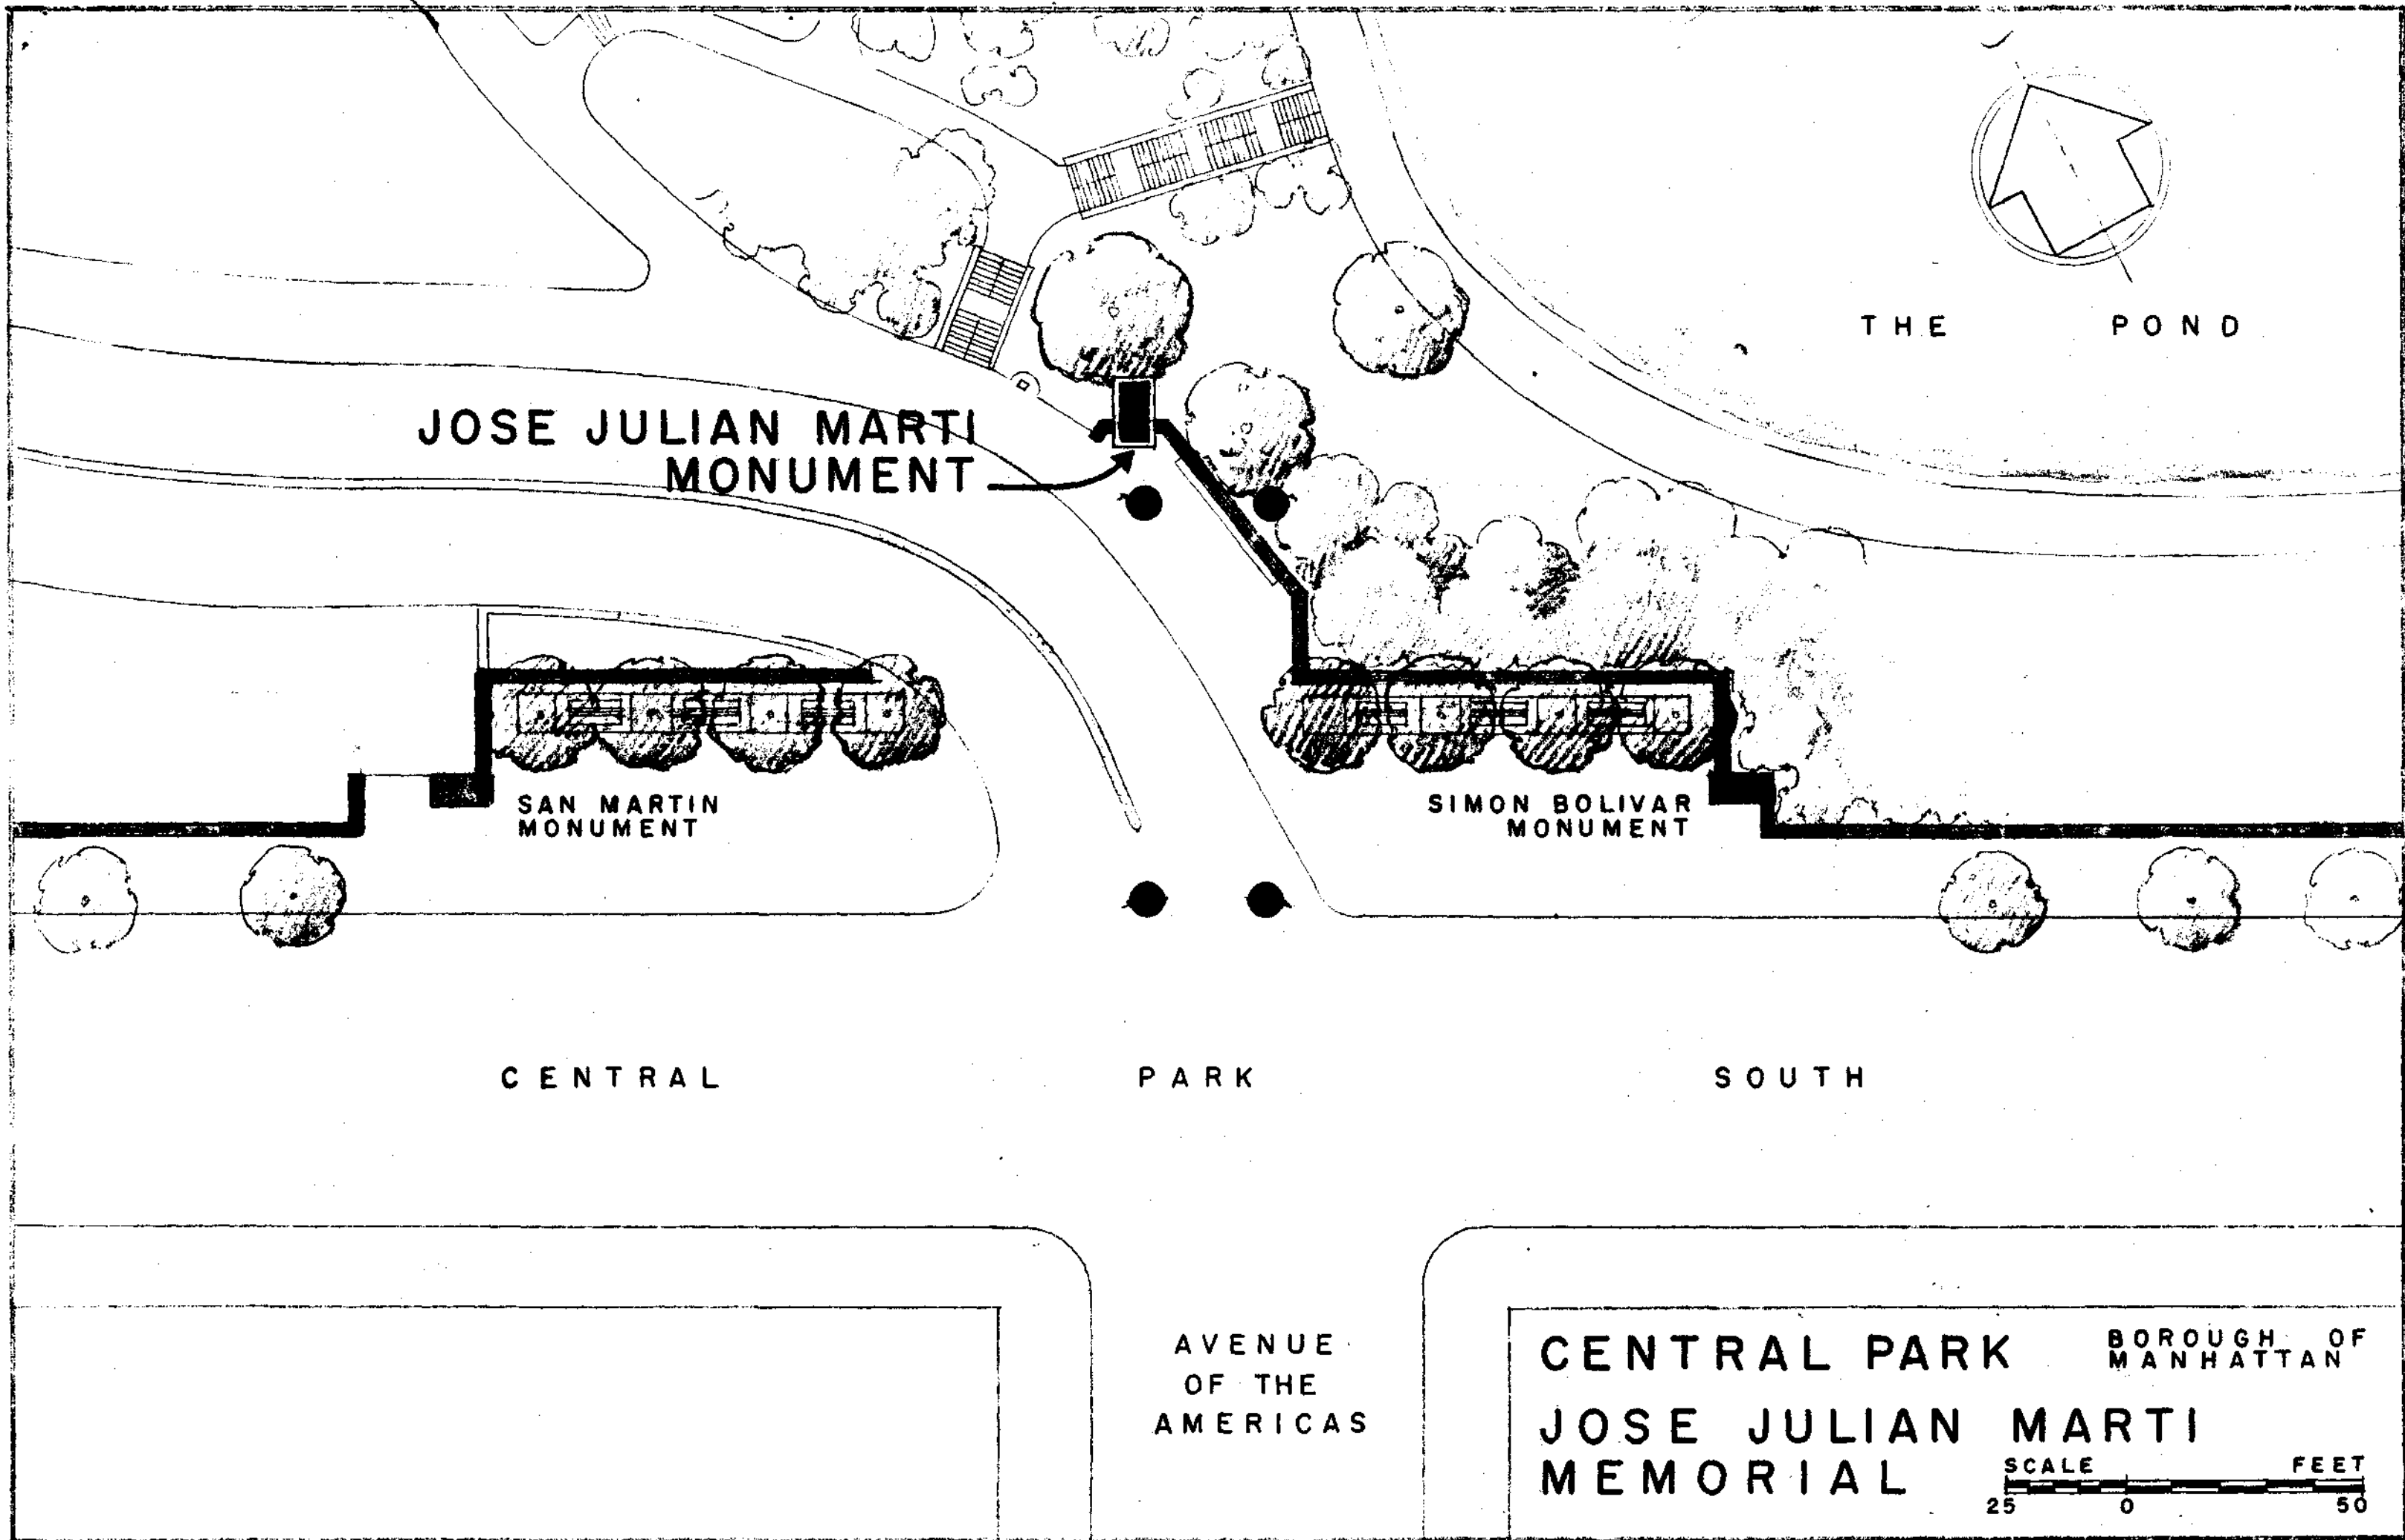 THE POND
JOSE JULIAN MARTI
MONUMENT
SAN MARTIN
MONUMENT
SIMON BOLIVAR
MONUMENT
CENTRAL PARK SOUTH
AVENUE
OF THE
AMERICAS
CENTRAL PARK
BOROUGH OF
MANHATTAN
JOSE JULIAN MARTI
MEMORIAL
SCALE FEET
25 0 50